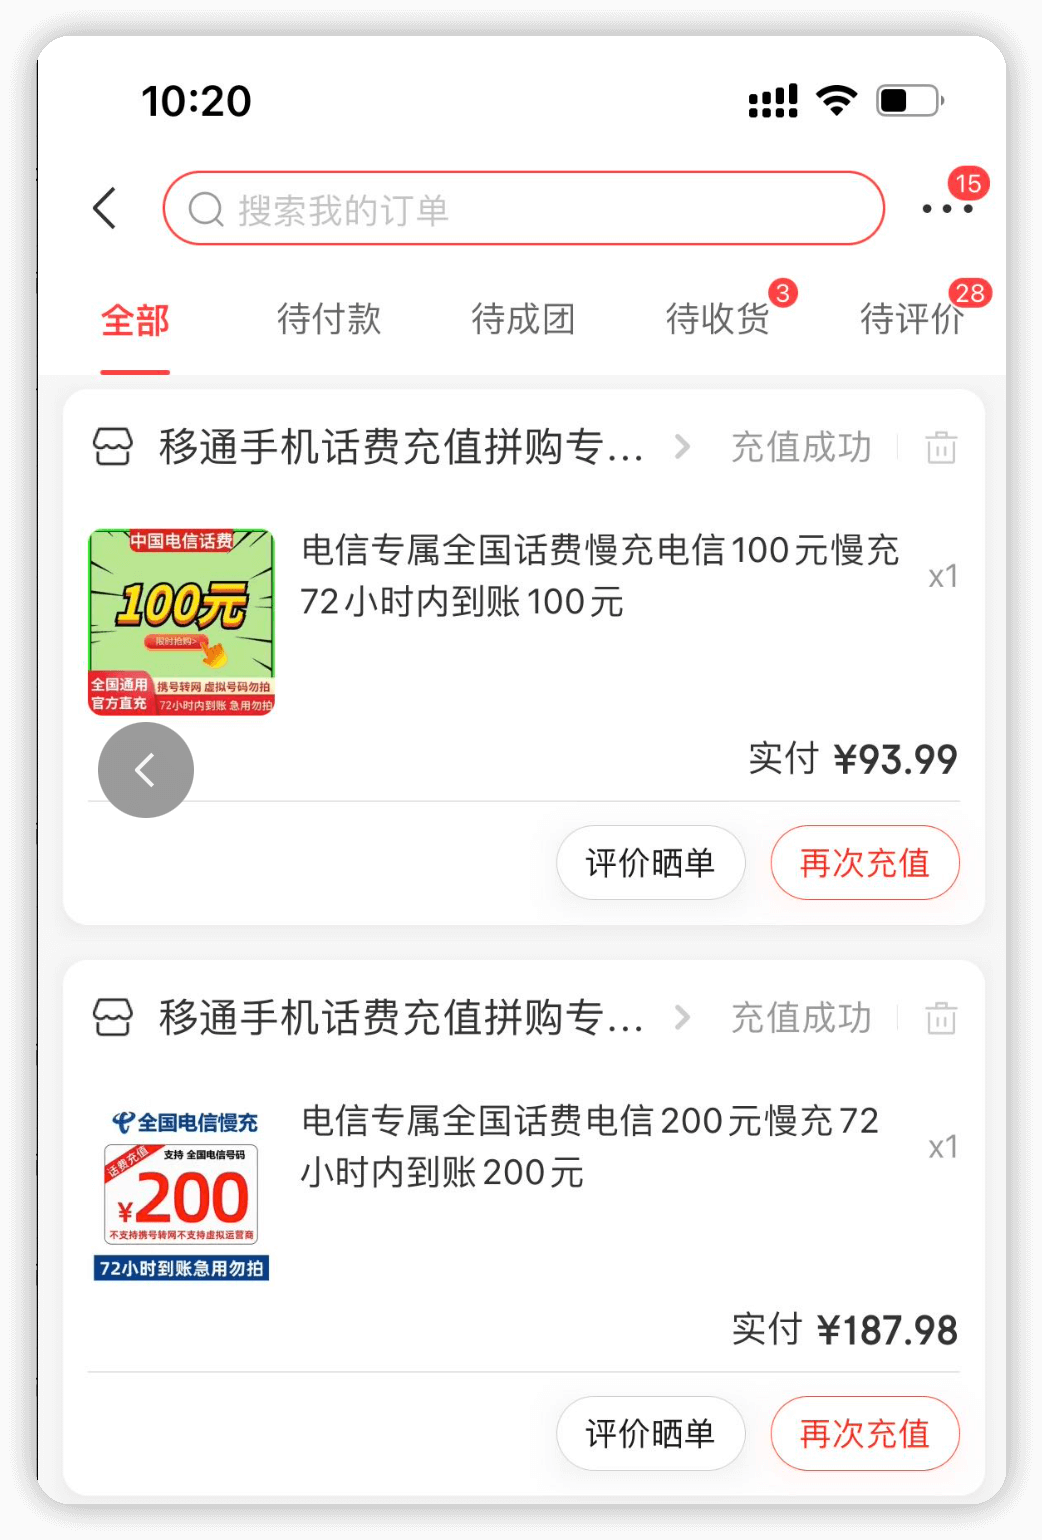 10:20
搜索我的订单
15
全部
待付款
待成团
待收货
3
待评价
28
移通手机话费充值拼购专...
充值成功
中国电信话费
100元
限时抢购>
全国通用
官方直充
携号转网 虚拟号码勿拍
72小时内到账 急用勿拍
电信专属全国话费慢充电信100元慢充
72小时内到账100元
x1
实付 ¥93.99
评价晒单
再次充值
移通手机话费充值拼购专...
充值成功
全国电信慢充
话费充值
支持 全国电信号码
¥200
不支持携号转网不支持虚拟运营商
72小时到账急用勿拍
电信专属全国话费电信200元慢充72
小时内到账200元
x1
实付 ¥187.98
评价晒单
再次充值